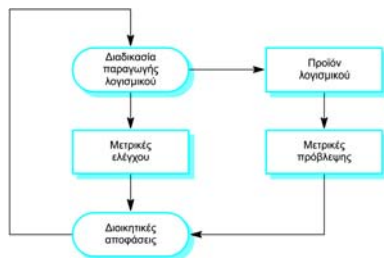 Διαδικασία
παραγωγής
λογισμικού
Προϊόν
λογισμικού
Μετρικές
ελέγχου
Μετρικές
πρόβλεψης
Διοικητικές
αποφάσεις